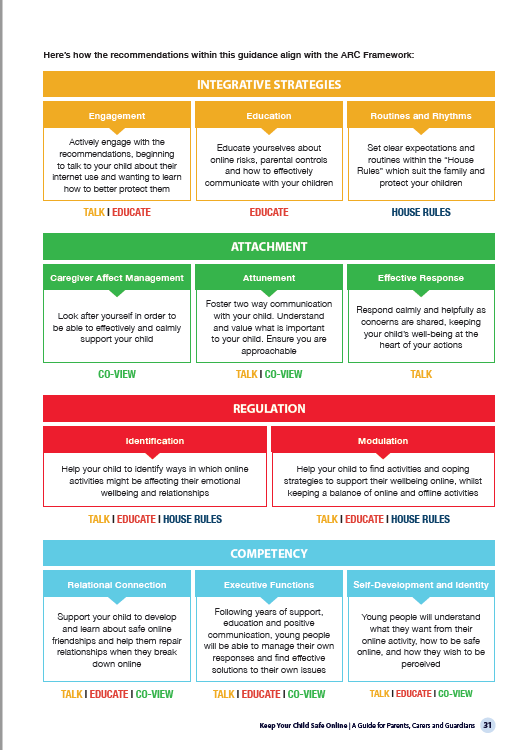 Here's how the recommendations within this guidance align with the ARC Framework:
INTEGRATIVE STRATEGIES
Engagement
Actively engage with the
recommendations, beginning
to talk to your child about their
internet use and wanting to learn
how to better protect them
TALK I EDUCATE
Education
Educate yourselves about
online risks, parental controls
and how to effectively
communicate with your children
EDUCATE
Routines and Rhythms
Set clear expectations and
routines within the "House
Rules" which suit the family and
protect your children
HOUSE RULES
ATTACHMENT
Caregiver Affect Management
Look after yourself in order to
be able to effectively and calmly
support your child
CO-VIEW
Attunement
Foster two way communication
with your child. Understand
and value what is important
to your child. Ensure you are
approachable
TALK I CO-VIEW
Effective Response
Respond calmly and helpfully as
concerns are shared, keeping
your child's well-being at the
heart of your actions
TALK
REGULATION
Identification
Help your child to identify ways in which online
activities might be affecting their emotional
wellbeing and relationships
TALK I EDUCATE I HOUSE RULES
Modulation
Help your child to find activities and coping
strategies to support their wellbeing online, whilst
keeping a balance of online and offline activities
TALK I EDUCATE I HOUSE RULES
COMPETENCY
Relational Connection
Support your child to develop
and learn about safe online
friendships and help them repair
relationships when they break
down online
TALK I EDUCATE I CO-VIEW
Executive Functions
Following years of support,
education and positive
communication, young people
will be able to manage their own
responses and find effective
solutions to their own issues
TALK I EDUCATE I CO-VIEW
Self-Development and Identity
Young people will understand
what they want from their
online activity, how to be safe
online, and how they wish to be
perceived
TALK I EDUCATE I CO-VIEW
Keep Your Child Safe Online | A Guide for Parents, Carers and Guardians 31